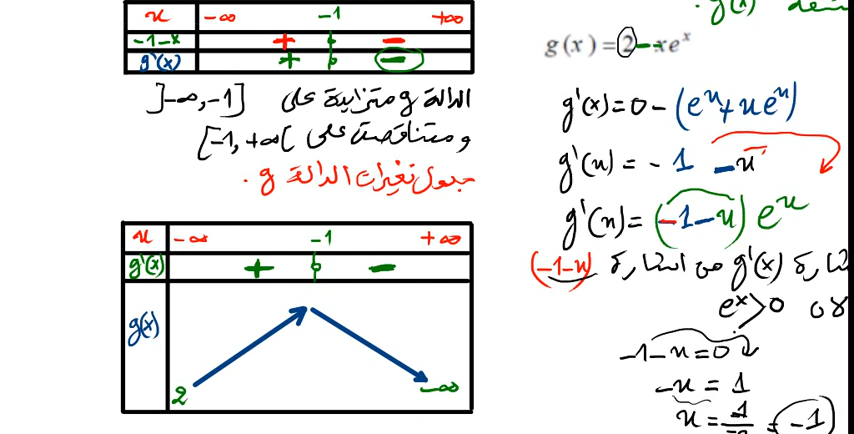 x -∞ -1 +∞
-1-x + 0 -
g'(x) + 0 -
الدالة g متزايدة على ]-∞,-1]
و متناقصة على [-1,+∞[
جدول تغيرات الدالة g.
x -∞ -1 +∞
g'(x) + 0 -
g(x) 2 -∞
g(x)
g(x) = 2 - xe^x
g'(x) = 0 - (e^x + xe^x)
g'(x) = -1 - x
g'(x) = (-1-x) e^x
إشارة g'(x) من إشارة (-1-x)
e^x > 0
-1-x = 0
-x = 1
x = = -1